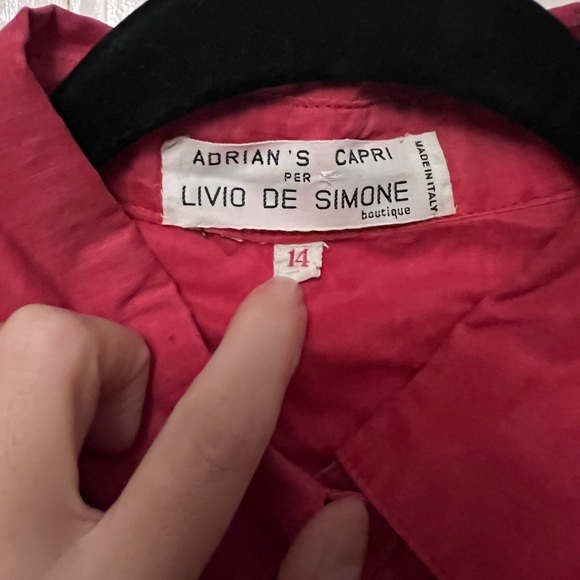 ADRIAN'S CAPRI
PER
LIVIO DE SIMONE
boutique
MADE IN ITALY
14